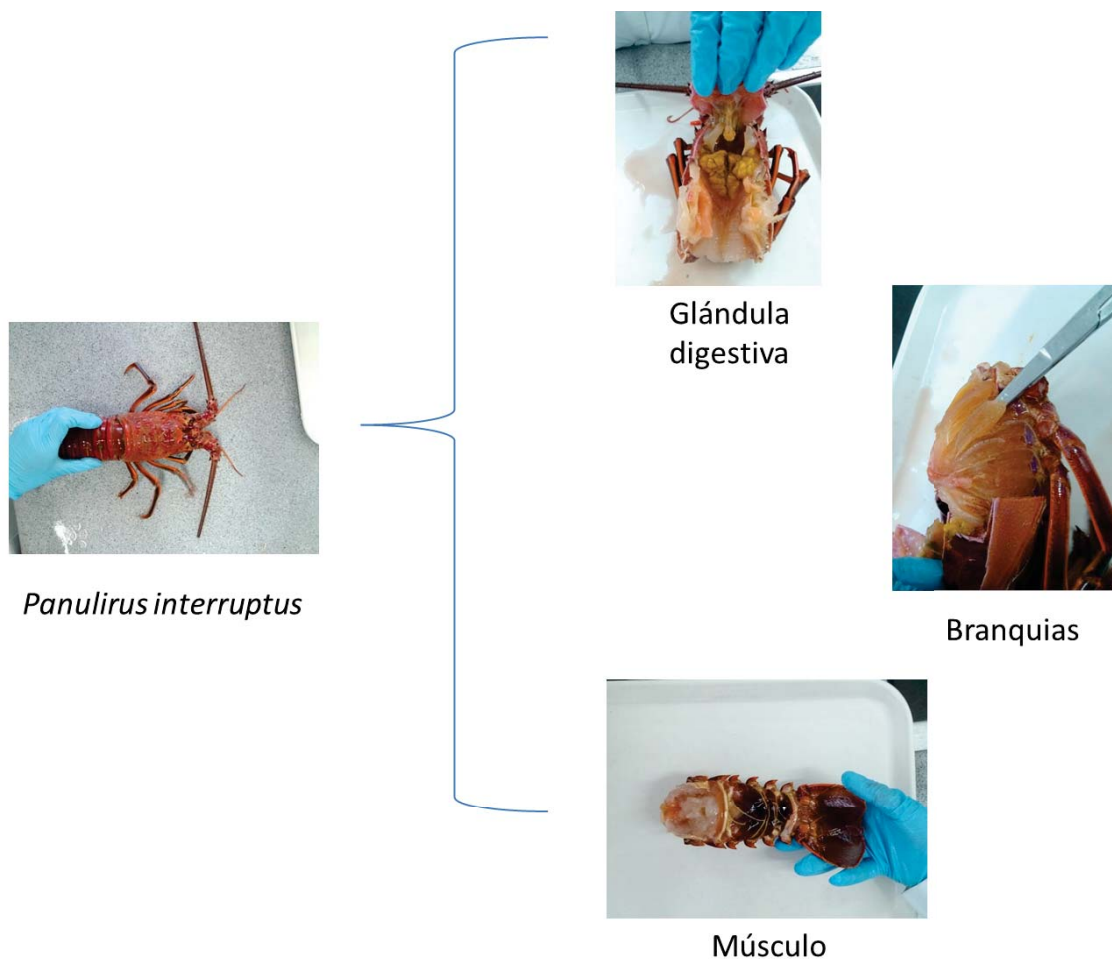 Glándula
digestiva
Panulirus interruptus
Branquias
Músculo